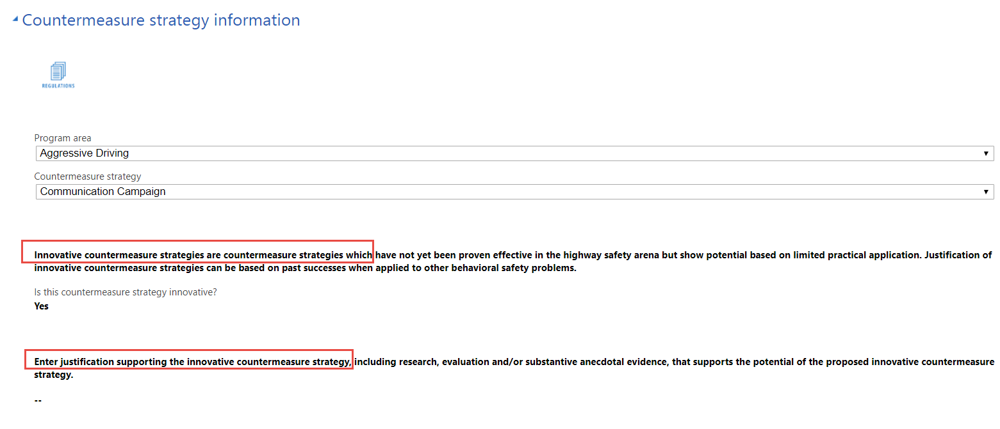 Countermeasure strategy information
REGULATIONS
Program area
Aggressive Driving
Countermeasure strategy
Communication Campaign
Innovative countermeasure strategies are countermeasure strategies which have not yet been proven effective in the highway safety arena but show potential based on limited practical application. Justification of
innovative countermeasure strategies can be based on past successes when applied to other behavioral safety problems.
Is this countermeasure strategy innovative?
Yes
Enter justification supporting the innovative countermeasure strategy, including research, evaluation and/or substantive anecdotal evidence, that supports the potential of the proposed innovative countermeasure
strategy.
--